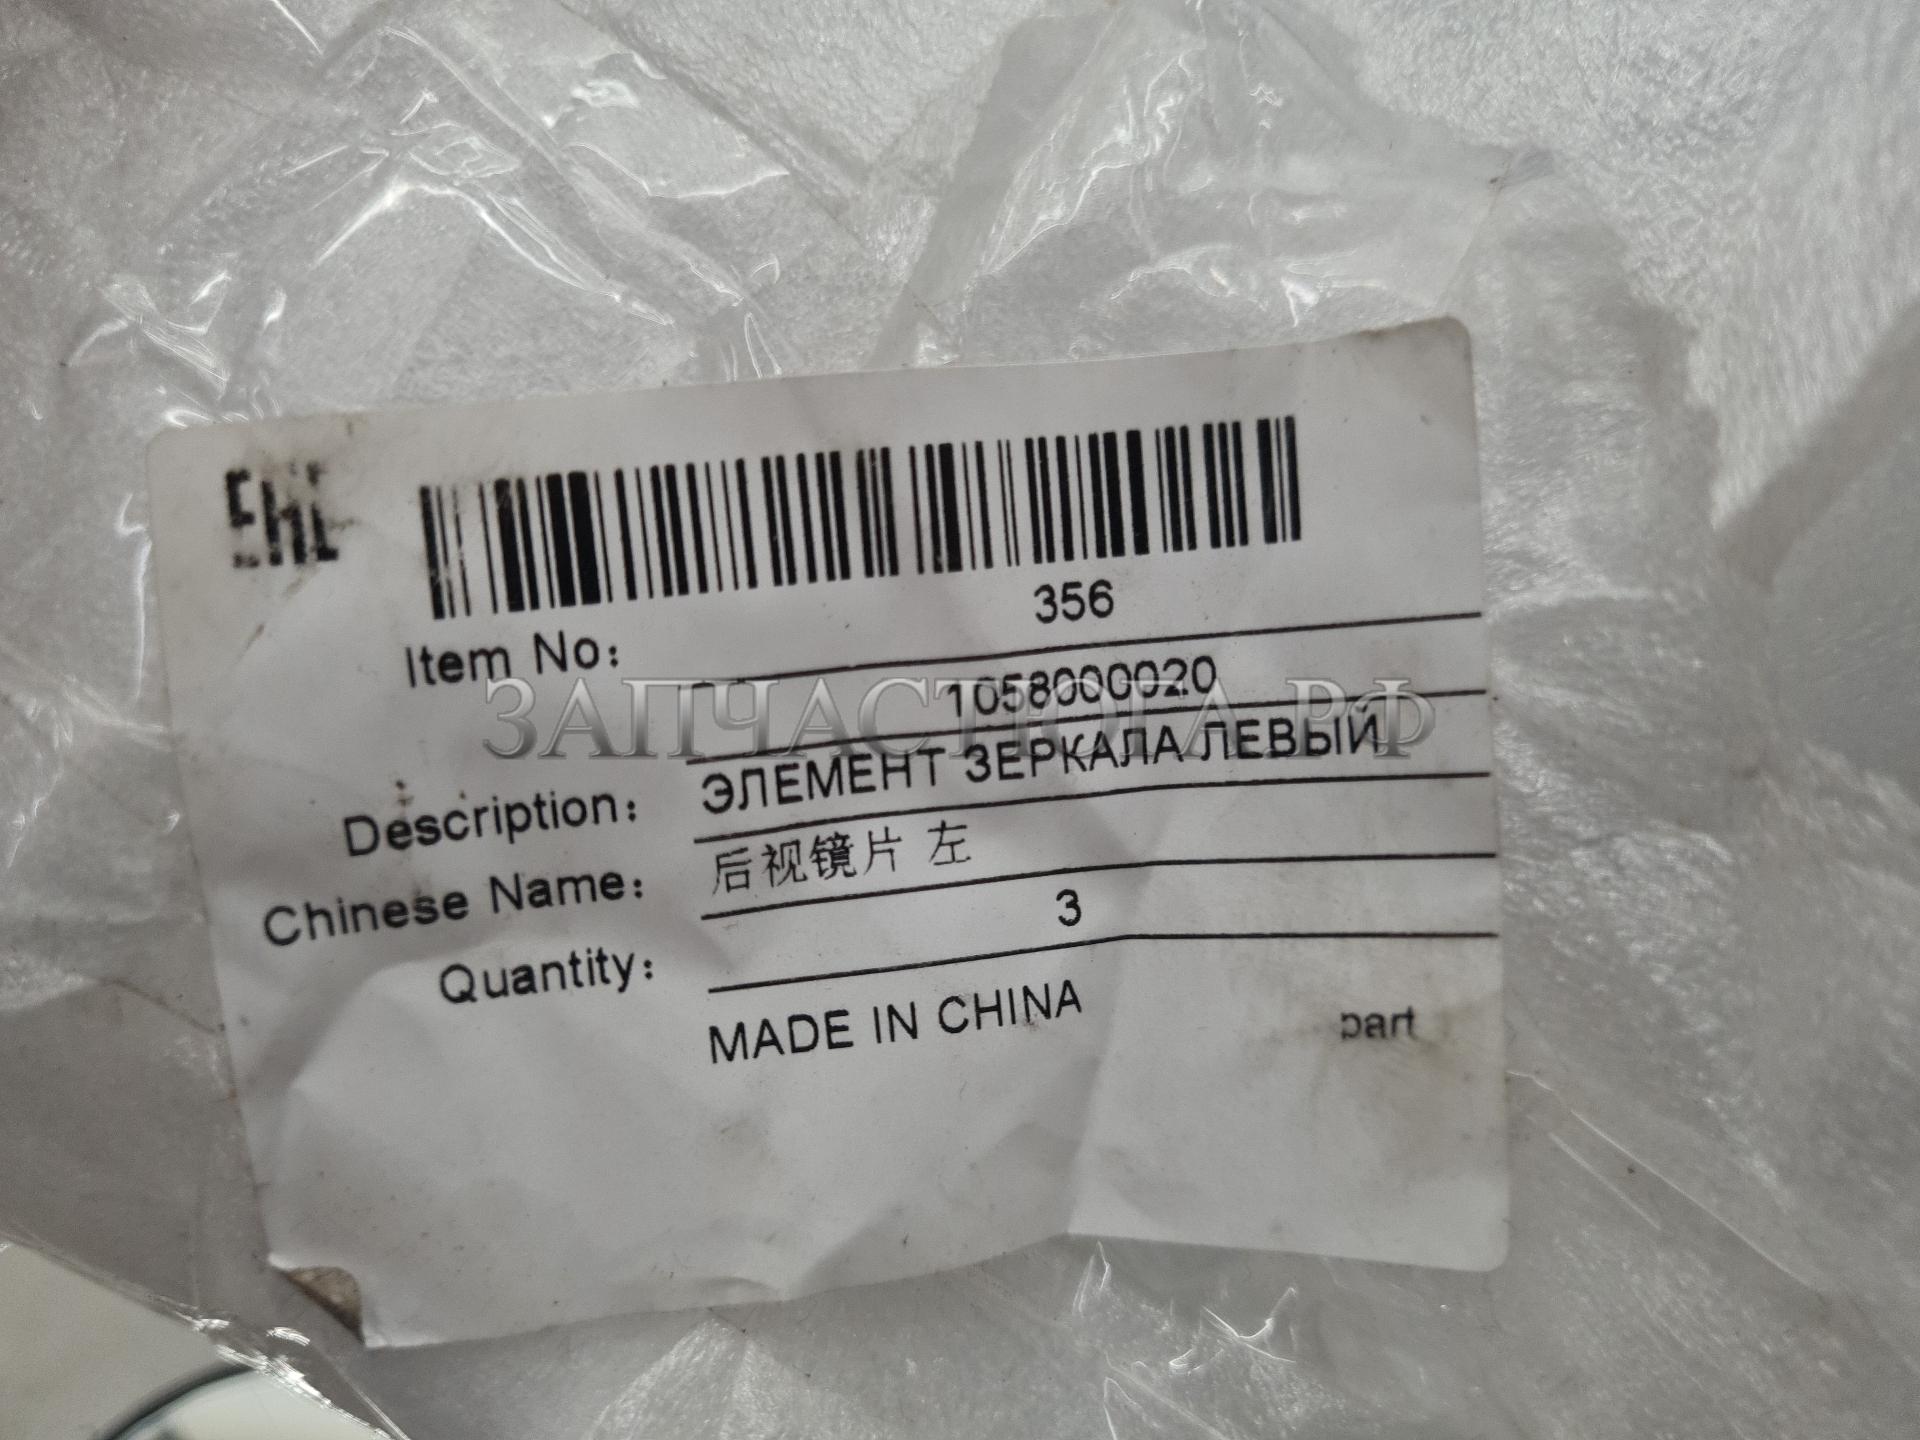 EAC
356
Item No:
1058000020
ЗАПЧАСТЮГА.РФ
Description: ЭЛЕМЕНТ ЗЕРКАЛА ЛЕВЫЙ
Chinese Name: 后视镜片 左
Quantity: 3
MADE IN CHINA
part